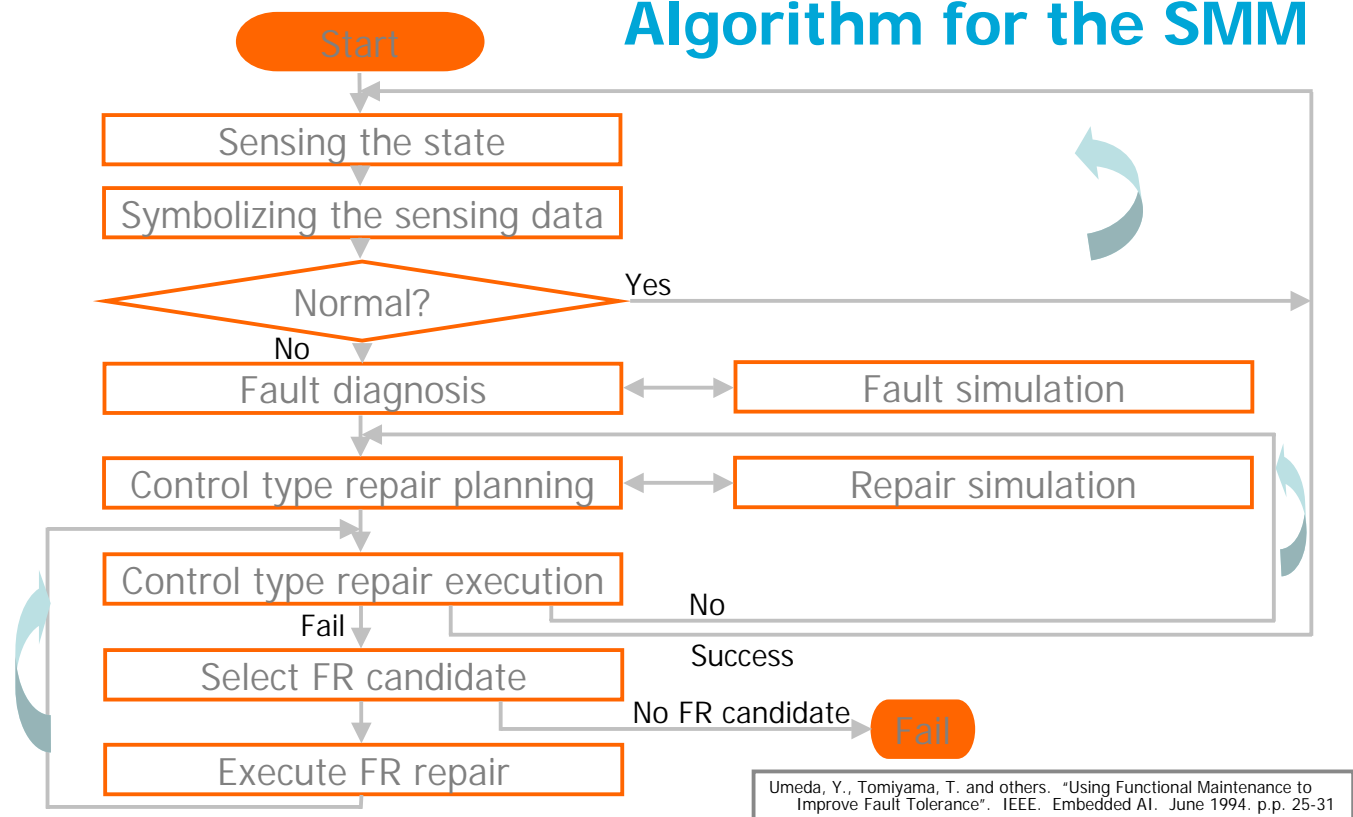 Algorithm for the SMM
Start
Sensing the state
Symbolizing the sensing data
Normal?
Yes
No
Fault diagnosis
Fault simulation
Control type repair planning
Repair simulation
Control type repair execution
No
Fail
Success
Select FR candidate
No FR candidate
Fail
Execute FR repair
Umeda, Y., Tomiyama, T. and others. "Using Functional Maintenance to
Improve Fault Tolerance". IEEE. Embedded AI. June 1994. p.p. 25-31